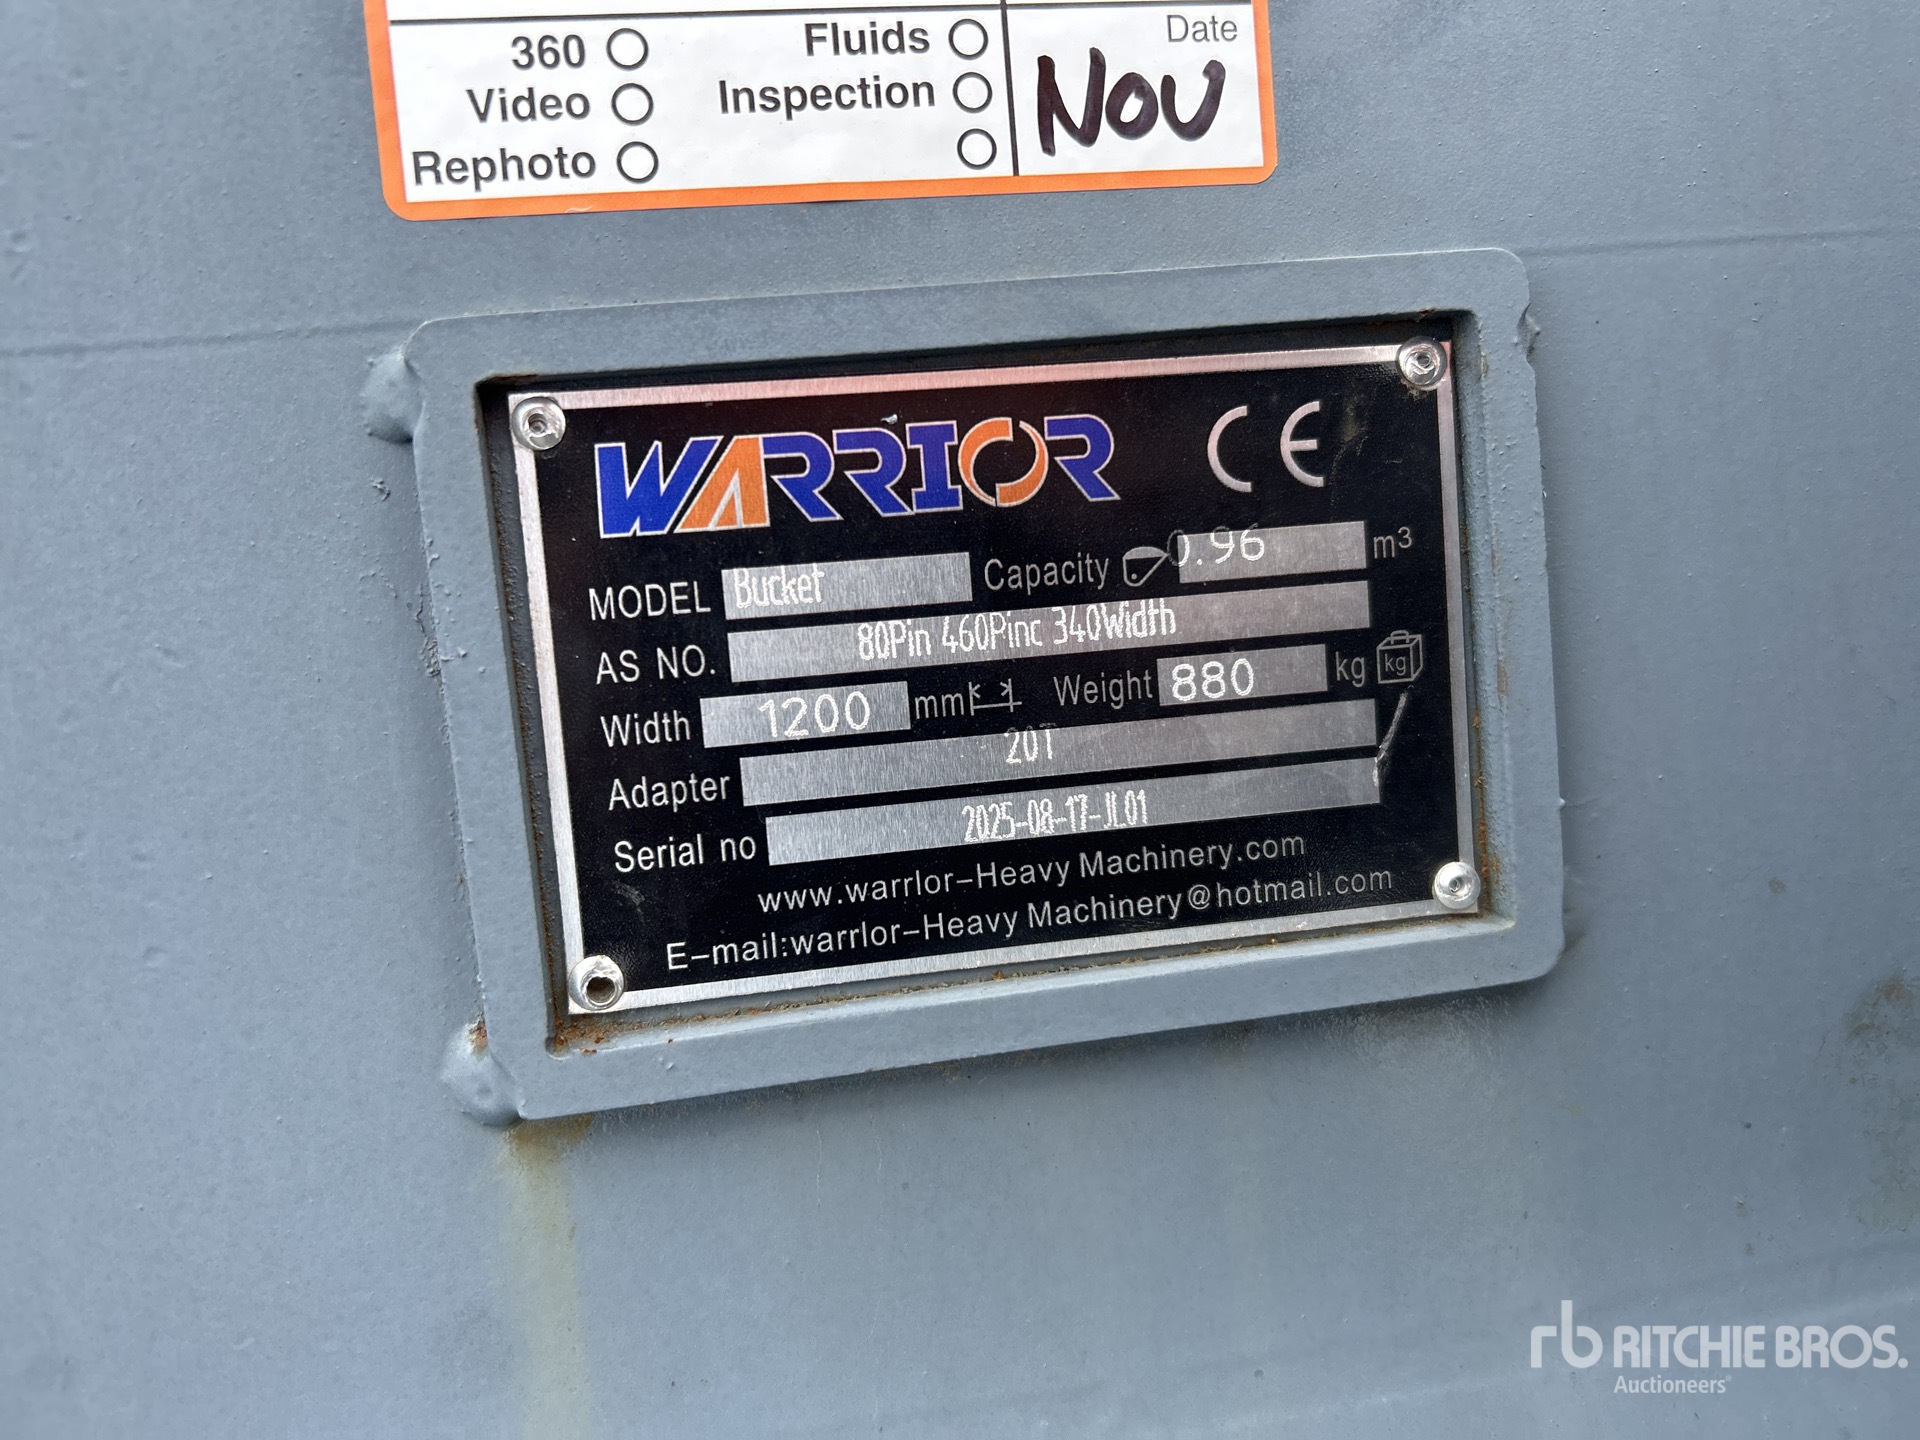 360 Fluids Date
Video Inspection NOV
Rephoto
WARRIOR CE
MODEL Bucket Capacity 0.96 m³
AS NO. 80Pin 460Pinc 340Width
Width 1200 mm Weight 880 kg kg
Adapter 20T
Serial no 2025-08-17-JL01
www.warrlor-Heavy Machinery.com
E-mail:warrlor-Heavy Machinery@hotmail.com
rb RITCHIE BROS.
Auctioneers